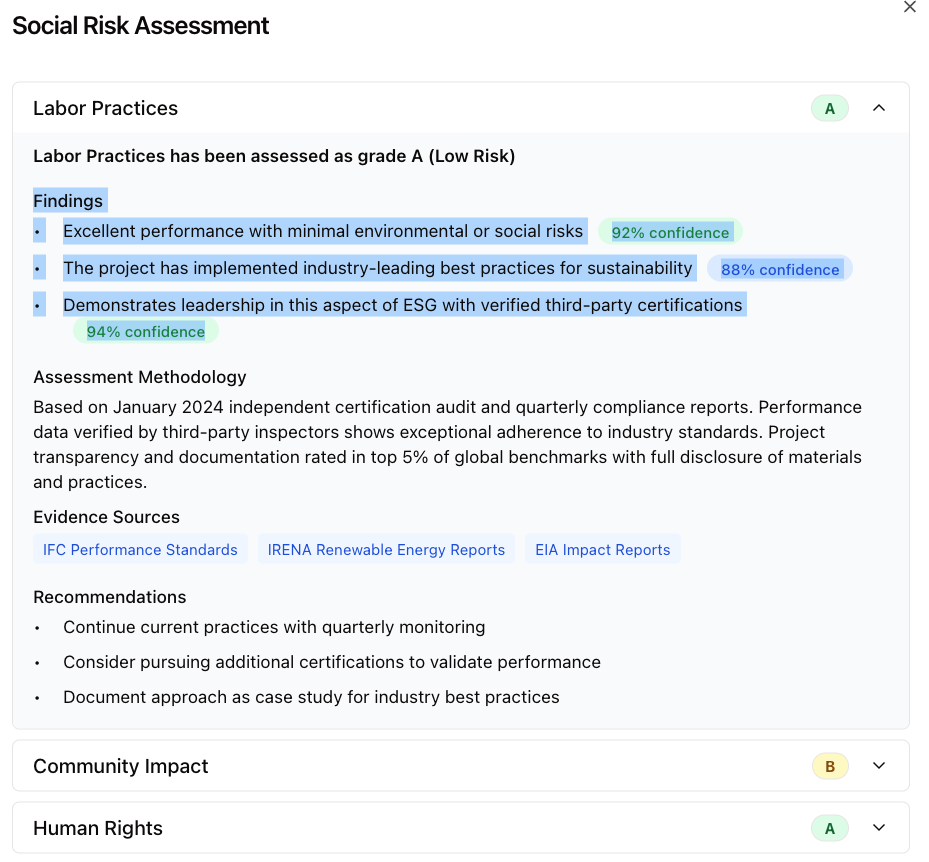 Social Risk Assessment
Labor Practices A
Labor Practices has been assessed as grade A (Low Risk)
Findings
• Excellent performance with minimal environmental or social risks 92% confidence
• The project has implemented industry-leading best practices for sustainability 88% confidence
• Demonstrates leadership in this aspect of ESG with verified third-party certifications
94% confidence
Assessment Methodology
Based on January 2024 independent certification audit and quarterly compliance reports. Performance
data verified by third-party inspectors shows exceptional adherence to industry standards. Project
transparency and documentation rated in top 5% of global benchmarks with full disclosure of materials
and practices.
Evidence Sources
IFC Performance Standards IRENA Renewable Energy Reports EIA Impact Reports
Recommendations
• Continue current practices with quarterly monitoring
• Consider pursuing additional certifications to validate performance
• Document approach as case study for industry best practices
Community Impact B
Human Rights A